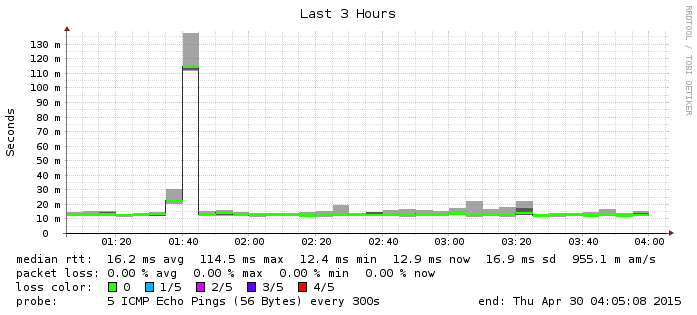 Last 3 Hours
RRDTOOL / TOBI OETIKER
Seconds
130 m
120 m
110 m
100 m
90 m
80 m
70 m
60 m
50 m
40 m
30 m
20 m
10 m
0
01:20 01:40 02:00 02:20 02:40 03:00 03:20 03:40 04:00
median rtt: 16.2 ms avg 114.5 ms max 12.4 ms min 12.9 ms now 16.9 ms sd 955.1 m am/s
packet loss: 0.00 % avg 0.00 % max 0.00 % min 0.00 % now
loss color: 0 1/5 2/5 3/5 4/5
probe: 5 ICMP Echo Pings (56 Bytes) every 300s end: Thu Apr 30 04:05:08 2015